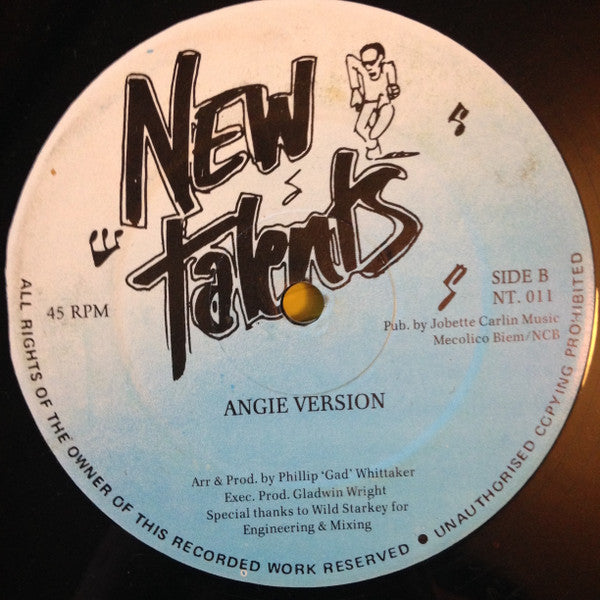 New
Talents
45 RPM
SIDE B
NT. 011
Pub. by Jobette Carlin Music
Mecolico Biem/NCB
ANGIE VERSION
Arr & Prod. by Phillip ‘Gad’ Whittaker
Exec. Prod. Gladwin Wright
Special thanks to Wild Starkey for
Engineering & Mixing
ALL RIGHTS OF THE OWNER OF THIS RECORDED WORK RESERVED • UNAUTHORISED COPYING PROHIBITED